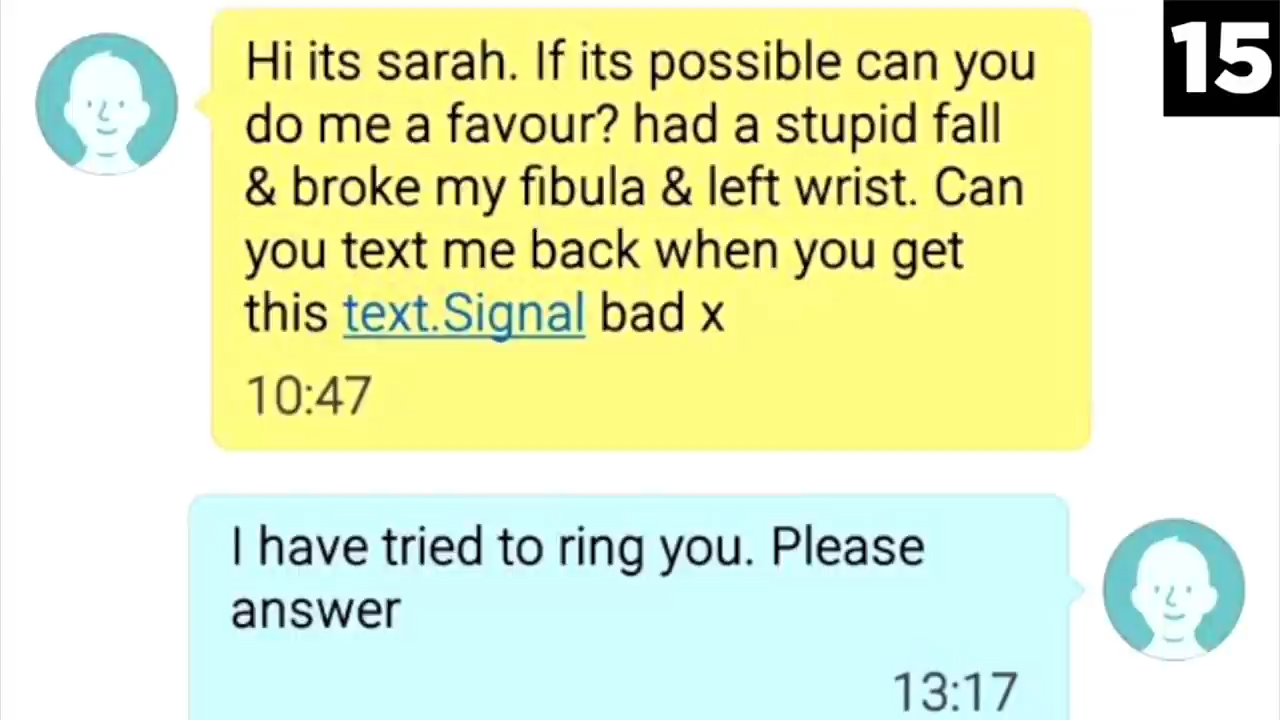 15
Hi its sarah. If its possible can you
do me a favour? had a stupid fall
& broke my fibula & left wrist. Can
you text me back when you get
this text.Signal bad x
10:47
I have tried to ring you. Please
answer
13:17